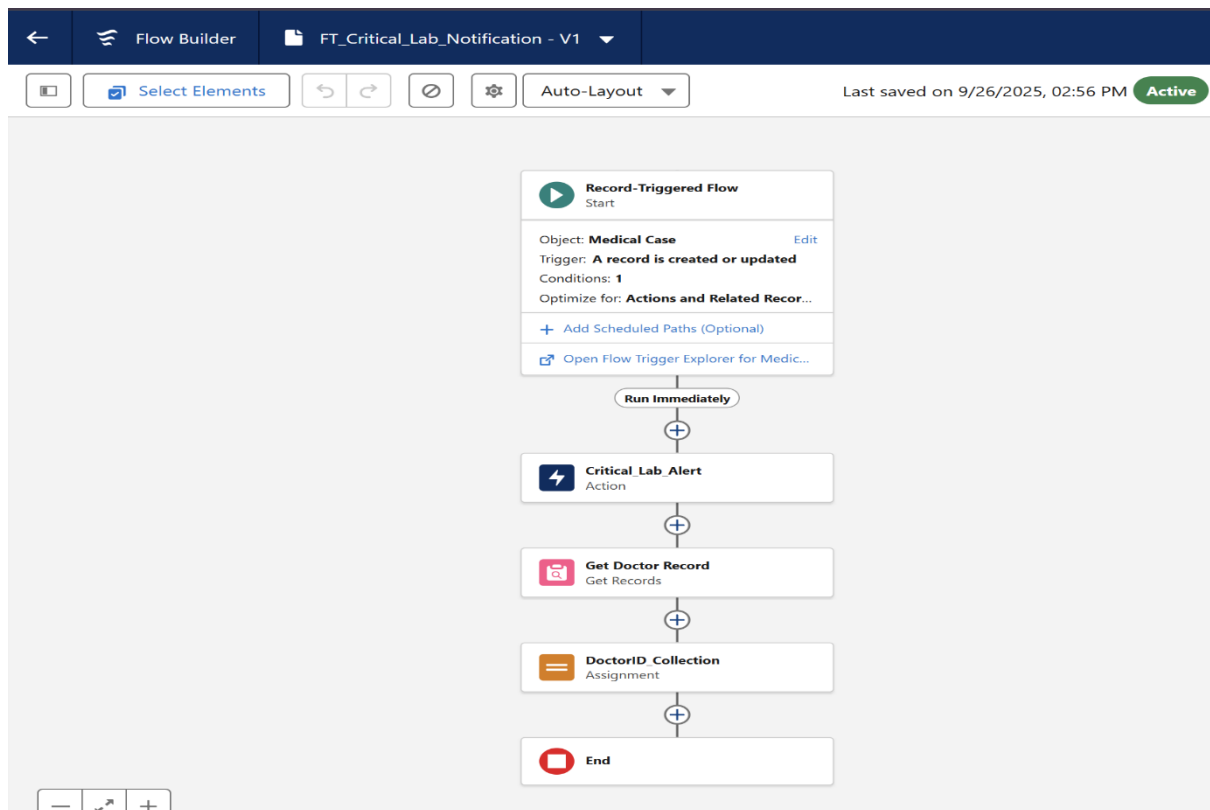 Flow Builder
FT_Critical_Lab_Notification - V1
Select Elements
Auto-Layout
Last saved on 9/26/2025, 02:56 PM
Active
Record-Triggered Flow
Start
Object: Medical Case
Edit
Trigger: A record is created or updated
Conditions: 1
Optimize for: Actions and Related Recor...
Add Scheduled Paths (Optional)
Open Flow Trigger Explorer for Medic...
Run Immediately
Critical_Lab_Alert
Action
Get Doctor Record
Get Records
DoctorID_Collection
Assignment
End